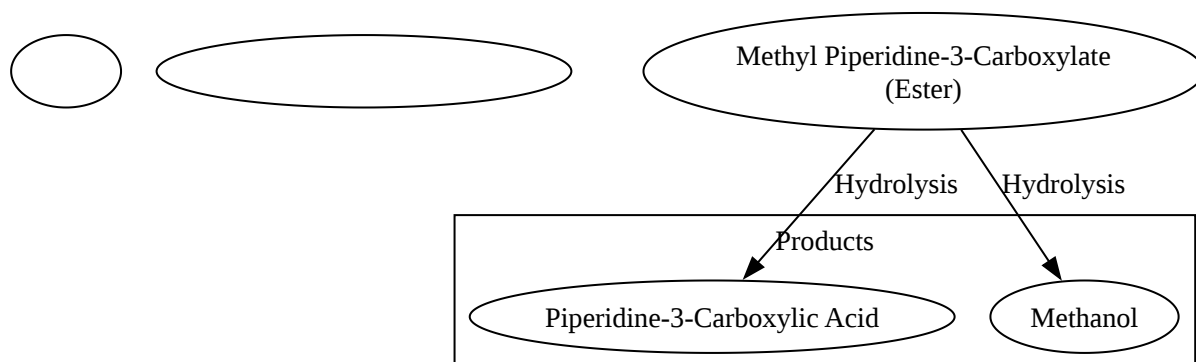 Methyl Piperidine-3-Carboxylate
(Ester)
Hydrolysis
Hydrolysis
Products
Piperidine-3-Carboxylic Acid
Methanol